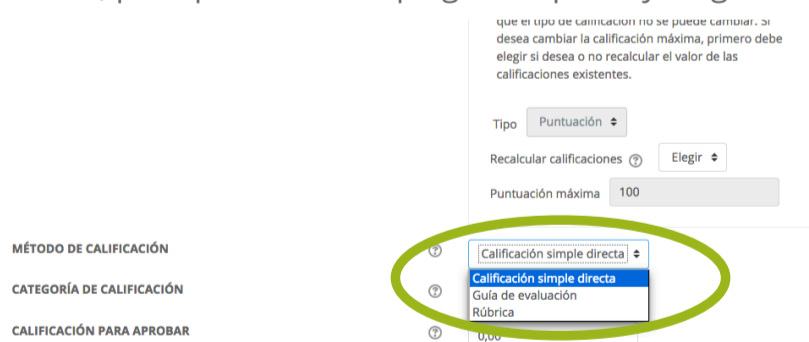 que el tipo de calificación no se puede cambiar. Si
desea cambiar la calificación máxima, primero debe
elegir si desea o no recalcular el valor de las
calificaciones existentes.
Tipo Puntuación
Recalcular calificaciones Elegir
Puntuación máxima 100
MÉTODO DE CALIFICACIÓN Calificación simple directa
Calificación simple directa
CATEGORÍA DE CALIFICACIÓN Guía de evaluación
Rúbrica
CALIFICACIÓN PARA APROBAR 0,00